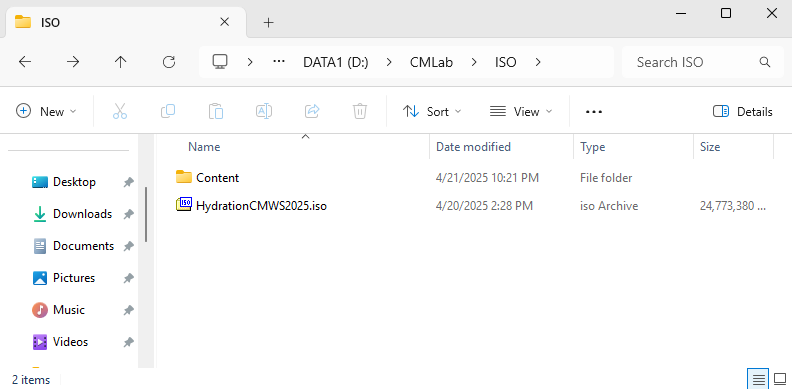 ISO
DATA1 (D:) CMLab ISO Search ISO
New Sort View Details
Name Date modified Type Size
Desktop
Downloads
Documents
Pictures
Music
Videos
Content 4/21/2025 10:21 PM File folder
ISO HydrationCMWS2025.iso 4/20/2025 2:28 PM iso Archive 24,773,380 ...
2 items